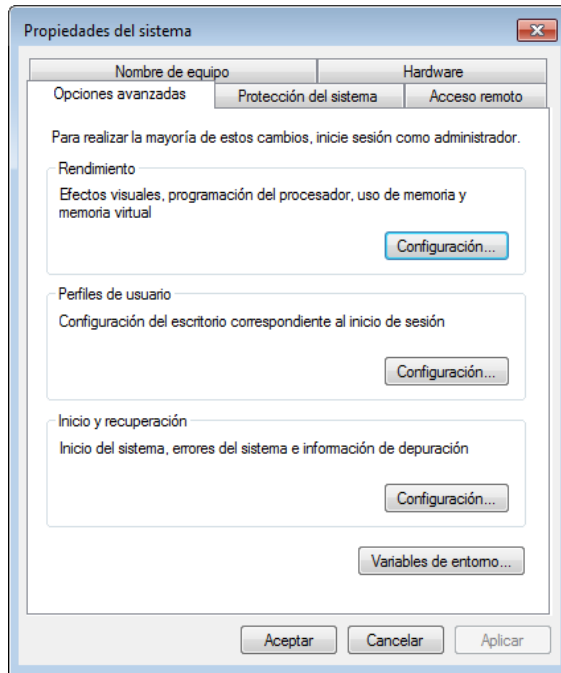 Propiedades del sistema
Nombre de equipo
Hardware
Opciones avanzadas
Protección del sistema
Acceso remoto
Para realizar la mayoría de estos cambios, inicie sesión como administrador.
Rendimiento
Efectos visuales, programación del procesador, uso de memoria y
memoria virtual
Configuración...
Perfiles de usuario
Configuración del escritorio correspondiente al inicio de sesión
Configuración...
Inicio y recuperación
Inicio del sistema, errores del sistema e información de depuración
Configuración...
Variables de entorno...
Aceptar
Cancelar
Aplicar